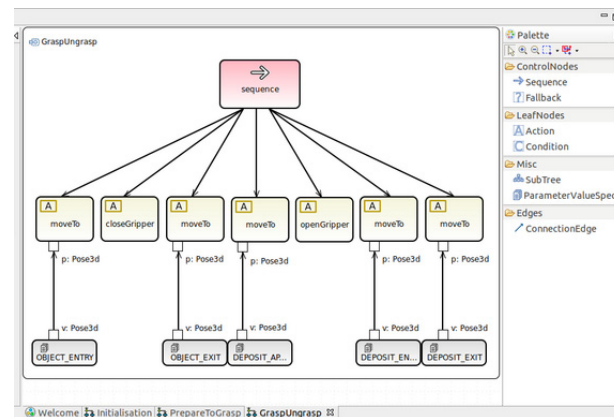 GraspUngrasp
sequence
A
moveTo
A
closeGripper
A
moveTo
A
moveTo
A
openGripper
A
moveTo
A
moveTo
p: Pose3d
p: Pose3d
p: Pose3d
p: Pose3d
p: Pose3d
v: Pose3d
v: Pose3d
v: Pose3d
v: Pose3d
v: Pose3d
OBJECT_ENTRY
OBJECT_EXIT
DEPOSIT_AP...
DEPOSIT_EN...
DEPOSIT_EXIT
Palette
ControlNodes
Sequence
? Fallback
LeafNodes
A Action
C Condition
Misc
SubTree
ParameterValueSpec
Edges
ConnectionEdge
Welcome Initialisation PrepareToGrasp GraspUngrasp